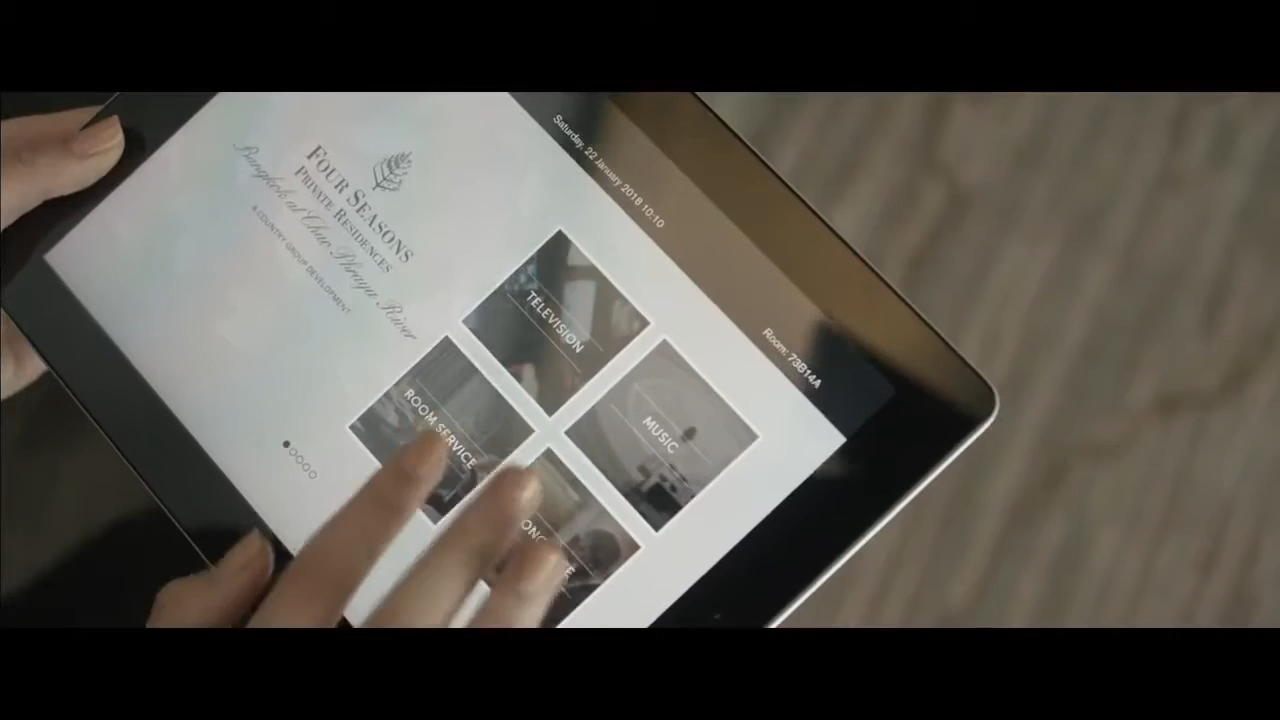 Saturday, 22 January 2018 10:10
Room: 73B14A
FOUR SEASONS
PRIVATE RESIDENCES
Bangkok at Chao Phraya River
A COUNTRY GROUP DEVELOPMENT
TELEVISION
MUSIC
ROOM SERVICE